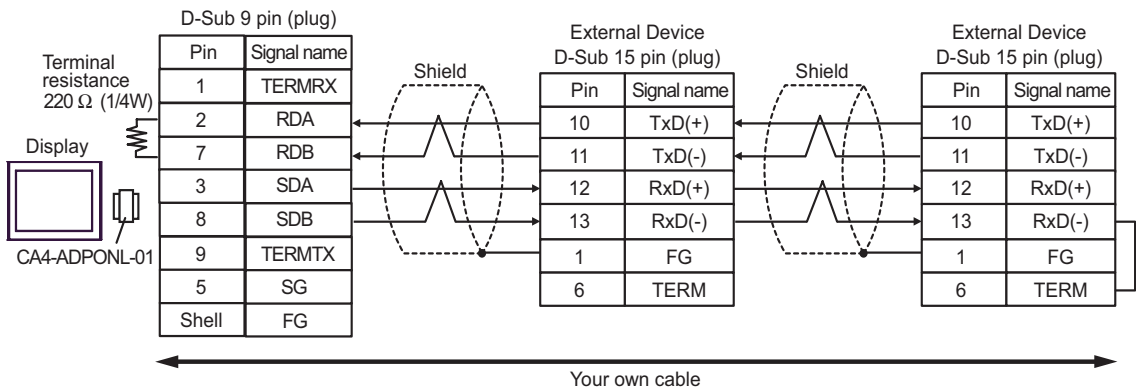 D-Sub 9 pin (plug)
Pin Signal name
1 TERMRX
2 RDA
7 RDB
3 SDA
8 SDB
9 TERMTX
5 SG
Shell FG
Terminal
resistance
220 Ω (1/4W)
Display
CA4-ADPONL-01
Shield
External Device
D-Sub 15 pin (plug)
Pin Signal name
10 TxD(+)
11 TxD(-)
12 RxD(+)
13 RxD(-)
1 FG
6 TERM
Shield
External Device
D-Sub 15 pin (plug)
Pin Signal name
10 TxD(+)
11 TxD(-)
12 RxD(+)
13 RxD(-)
1 FG
6 TERM
Your own cable